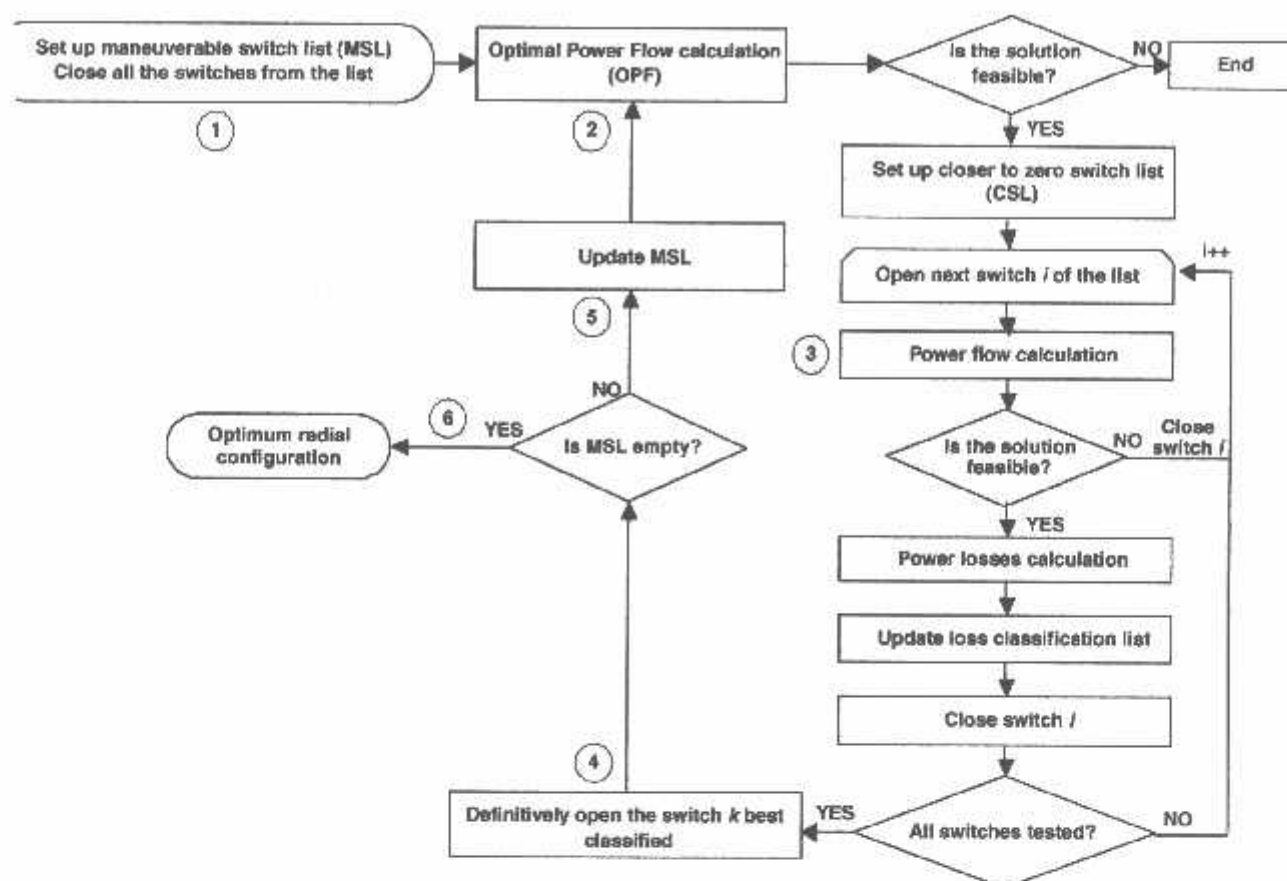 Set up maneuverable switch list (MSL)
Close all the switches from the list
1
Optimal Power Flow calculation
(OPF)
2
Is the solution
feasible?
NO
End
YES
Set up closer to zero switch list
(CSL)
i++
Open next switch i of the list
3
Power flow calculation
Is the solution
feasible?
NO
Close
switch i
YES
Power losses calculation
Update loss classification list
Close switch i
All switches tested?
NO
YES
Definitively open the switch k best
classified
4
Is MSL empty?
NO
5
Update MSL
YES
6
Optimum radial
configuration